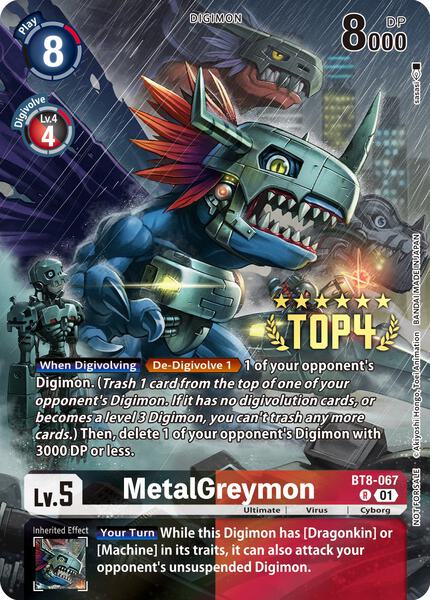 DIGIMON
Play
8
DP
8000
Digivolve
Lv.4
4
sasasi
TOP4
When Digivolving De-Digivolve 1 1 of your opponent's
Digimon. (Trash 1 card from the top of one of your
opponent's Digimon. If it has no digivolution cards, or
becomes a level 3 Digimon, you can't trash any more
cards.) Then, delete 1 of your opponent's Digimon with
3000 DP or less.
NOT FOR SALE ©Akiyoshi Hongo, Toei Animation BANDAI MADE IN JAPAN
Lv.5
MetalGreymon
BT8-067
R 01
Ultimate Virus Cyborg
Inherited Effect
Your Turn While this Digimon has [Dragonkin] or
[Machine] in its traits, it can also attack your
opponent's unsuspended Digimon.